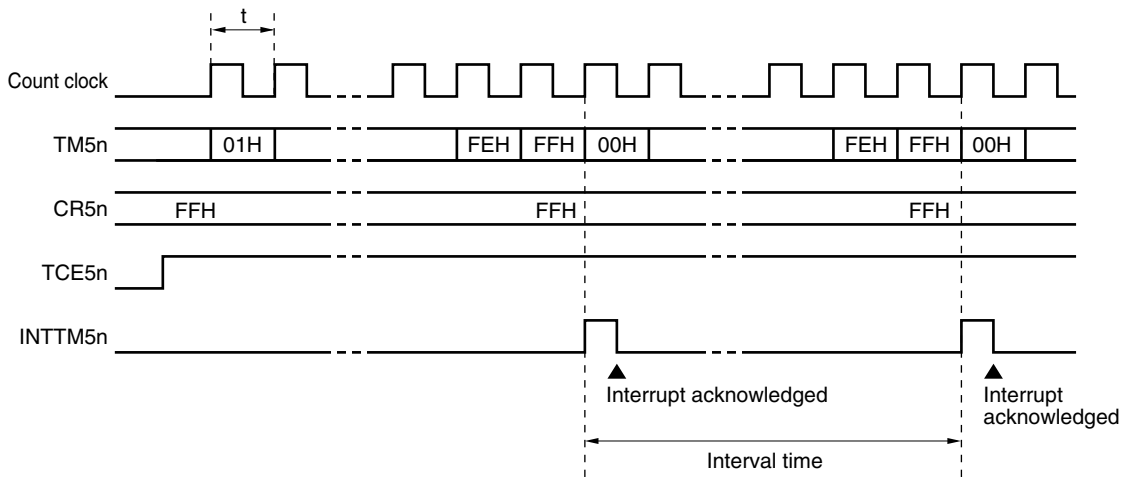 t
Count clock
TM5n 01H FEH FFH 00H FEH FFH 00H
CR5n FFH FFH FFH
TCE5n
INTTM5n
Interrupt acknowledged Interrupt
acknowledged
Interval time